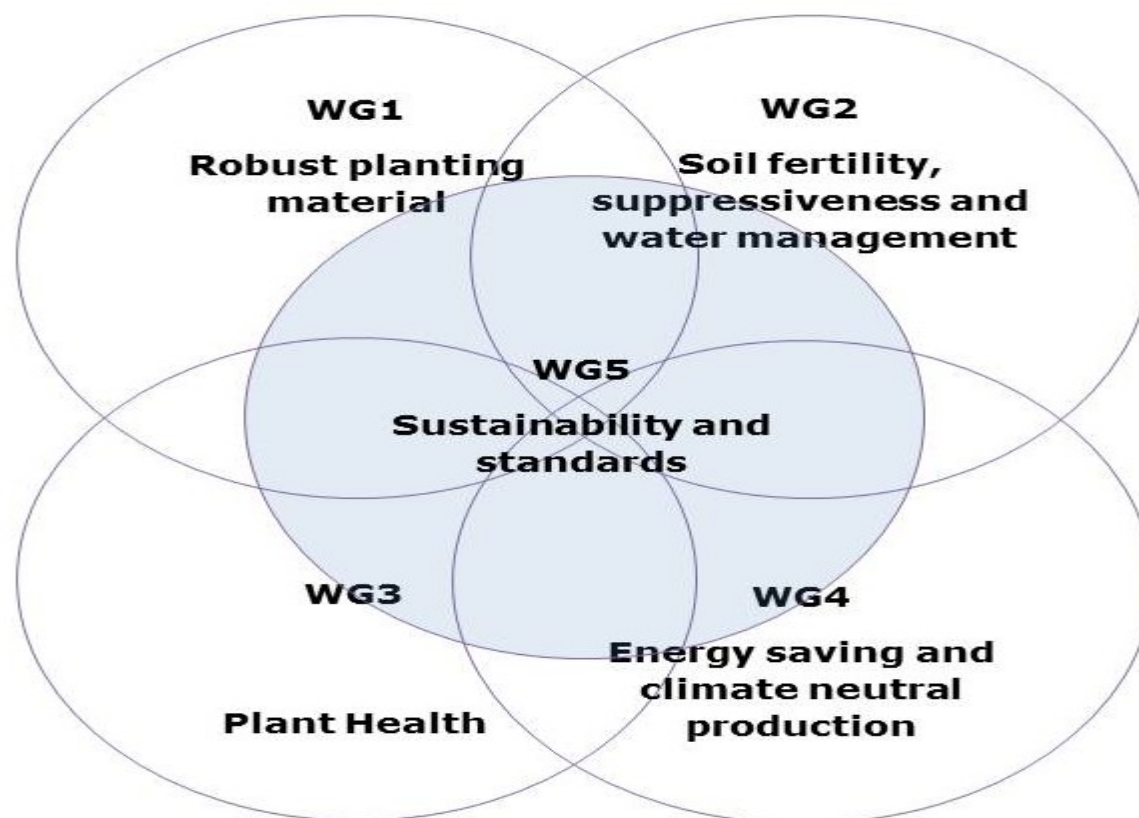 WG1
Robust planting
material
WG2
Soil fertility,
suppressiveness and
water management
WG5
Sustainability and
standards
WG3
Plant Health
WG4
Energy saving and
climate neutral
production